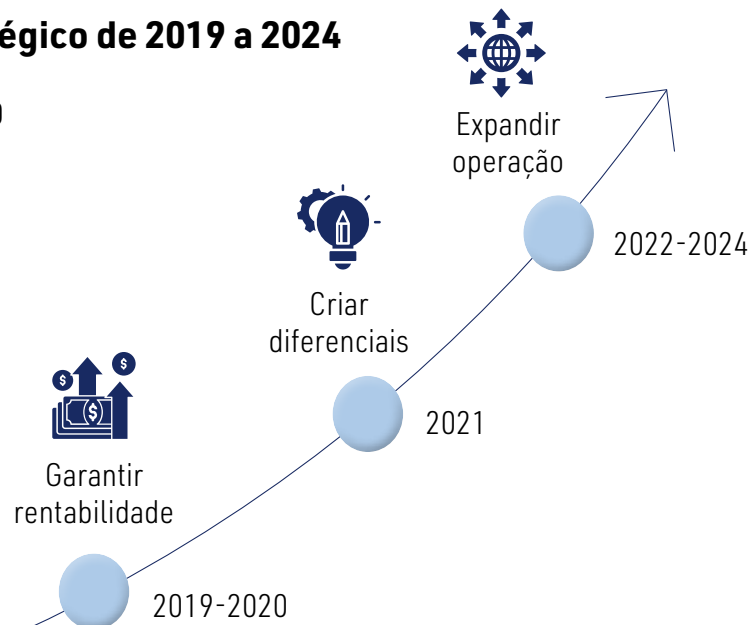 égico de 2019 a 2024
Expandir
operação
2022-2024
Criar
diferenciais
2021
Garantir
rentabilidade
2019-2020